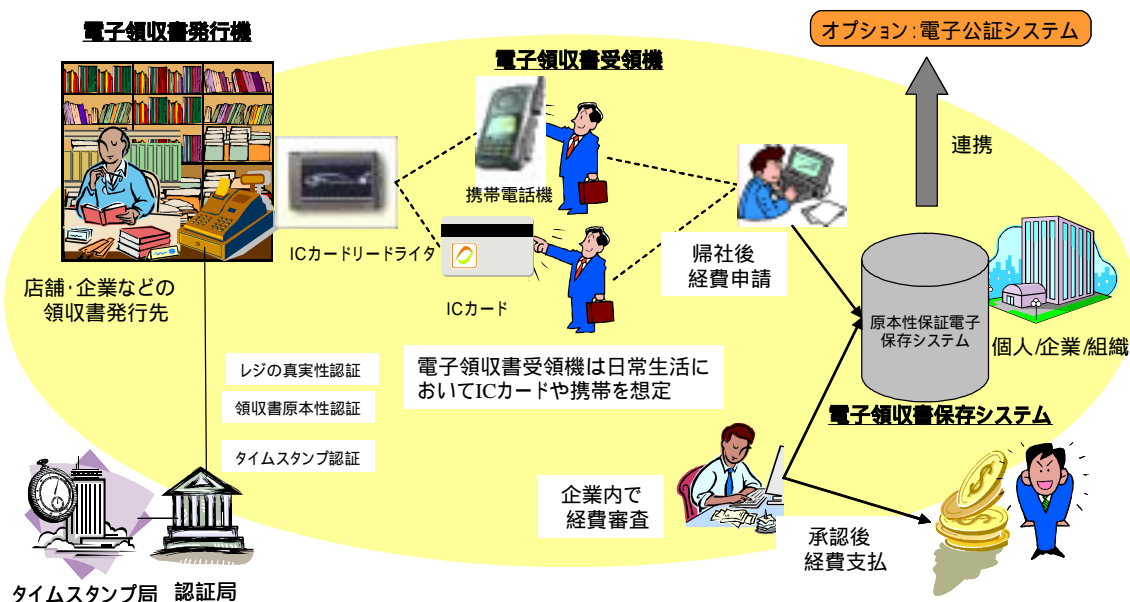 電子領収書発行機
オプション:電子公証システム
電子領収書受領機
連携
携帯電話機
ICカードリードライタ
帰社後
経費申請
店舗・企業などの
領収書発行先
ICカード
原本性保証電子
保存システム
個人/企業/組織
電子領収書受領機は日常生活に
おいてICカードや携帯を想定
レジの真実性認証
領収書原本性認証
タイムスタンプ認証
電子領収書保存システム
企業内で
経費審査
承認後
経費支払
タイムスタンプ局
認証局